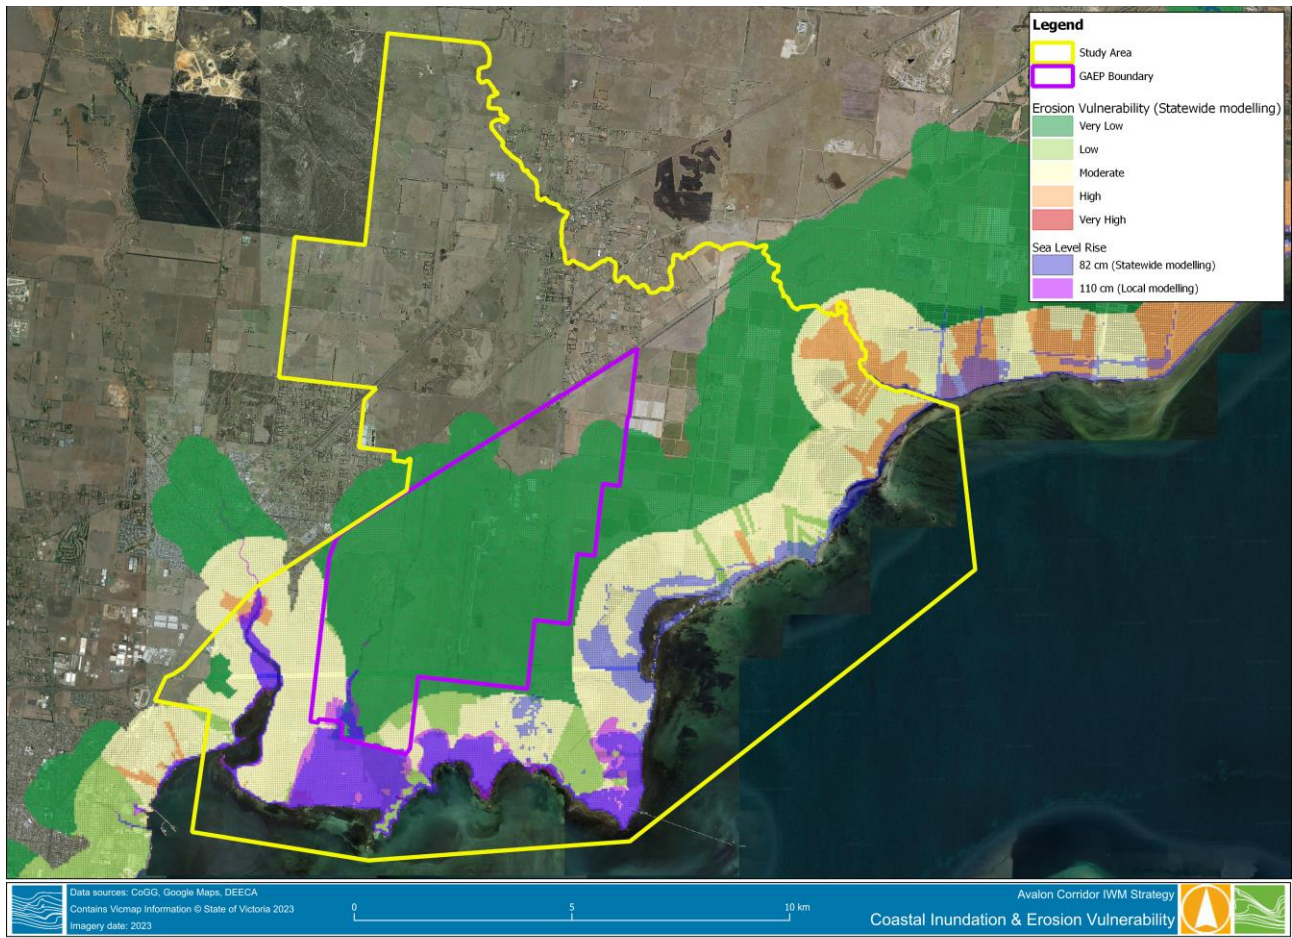 Legend
Study Area
GAEP Boundary
Erosion Vulnerability (Statewide modelling)
Very Low
Low
Moderate
High
Very High
Sea Level Rise
82 cm (Statewide modelling)
110 cm (Local modelling)
Data sources: CoGG, Google Maps, DEECA
Contains Vicmap Information © State of Victoria 2023
Imagery date: 2023
0 5 10 km
Avalon Corridor IWM Strategy
Coastal Inundation & Erosion Vulnerability